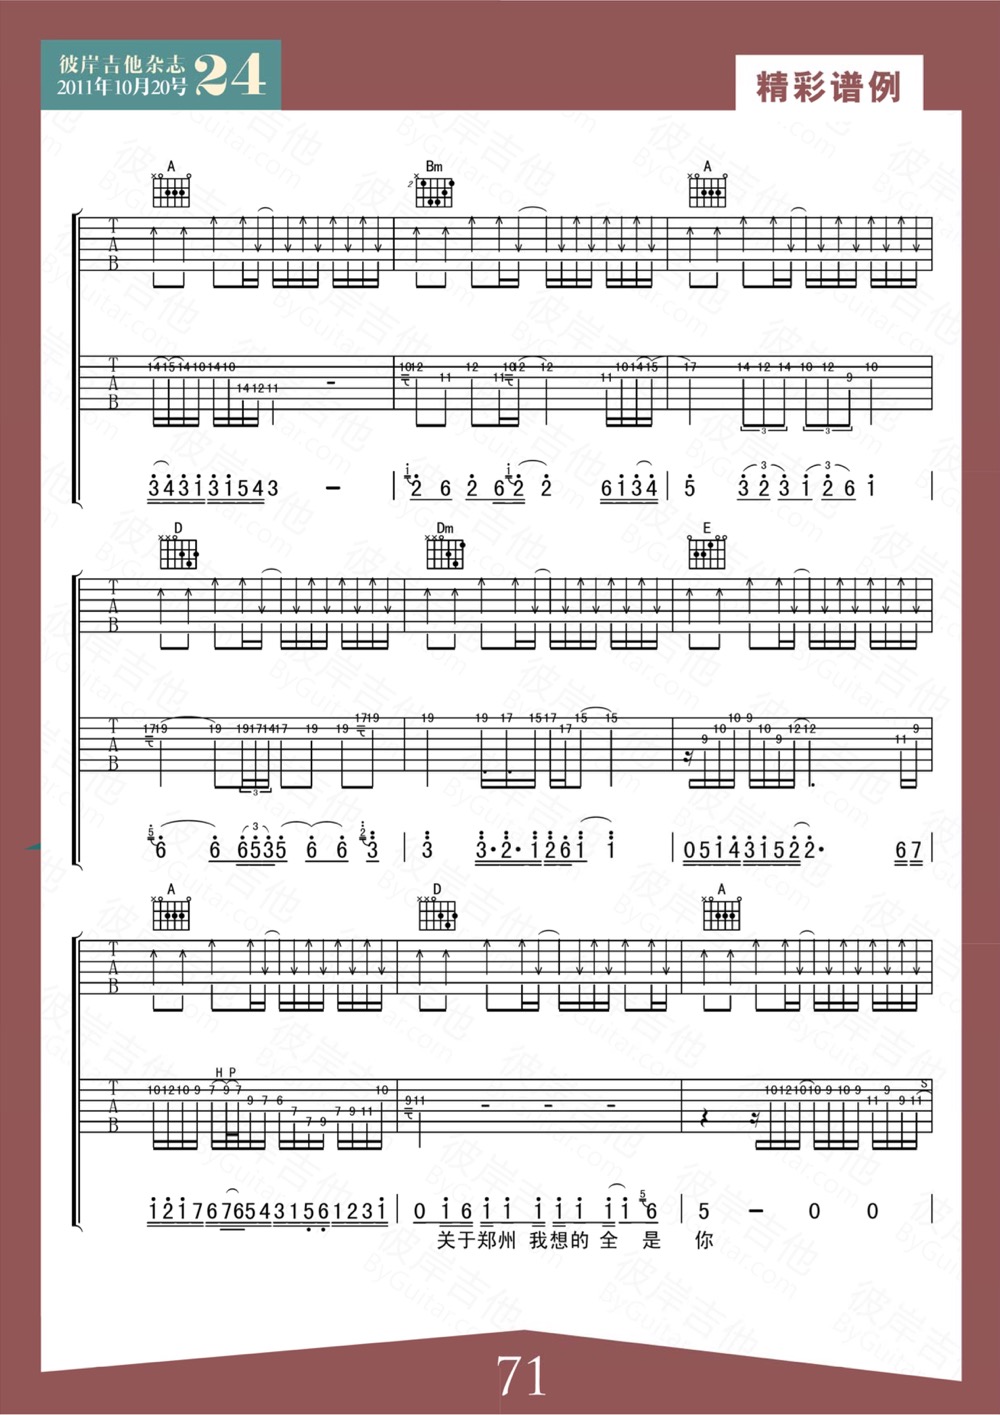 彼岸吉他杂志
2011年10月20号
24
精彩谱例
A Bm A
T
A
B
14 15 14 10 14 10 14 12 11 - 10 12 11 12 11 10 12 12 11 10 14 15 17 14 12 14 10 12 9 10
3 4 3 1 3 1 5 4 3 - 1 2 6 2 6 1 2 2 6 1 3 4 5 3 2 3 1 2 6 1
D Dm E
T
A
B
17 19 19 19 17 14 17 19 19 17 19 19 19 17 15 17 17 15 15 9 10 10 9 10 9 12 12 11 9
5 6 6 6 5 3 5 6 6 2 3 3 3· 2· 1 2 6 1 1 0 5 1 4 3 1 5 2 2· 6 7
A D A
T
A
B
H P
10 12 10 9 7 9 7 9 7 6 7 7 9 7 9 11 10 9 11 - - - 10 12 10 10 9 10 9 11 9 9 11 S
1 2 1 7 6 7 6 5 4 3 1 5 6 1 2 3 1 0 1 6 1 1 1 1 1 1 1 5 6 5 - 0 0
关于郑州 我想的 全 是 你
71